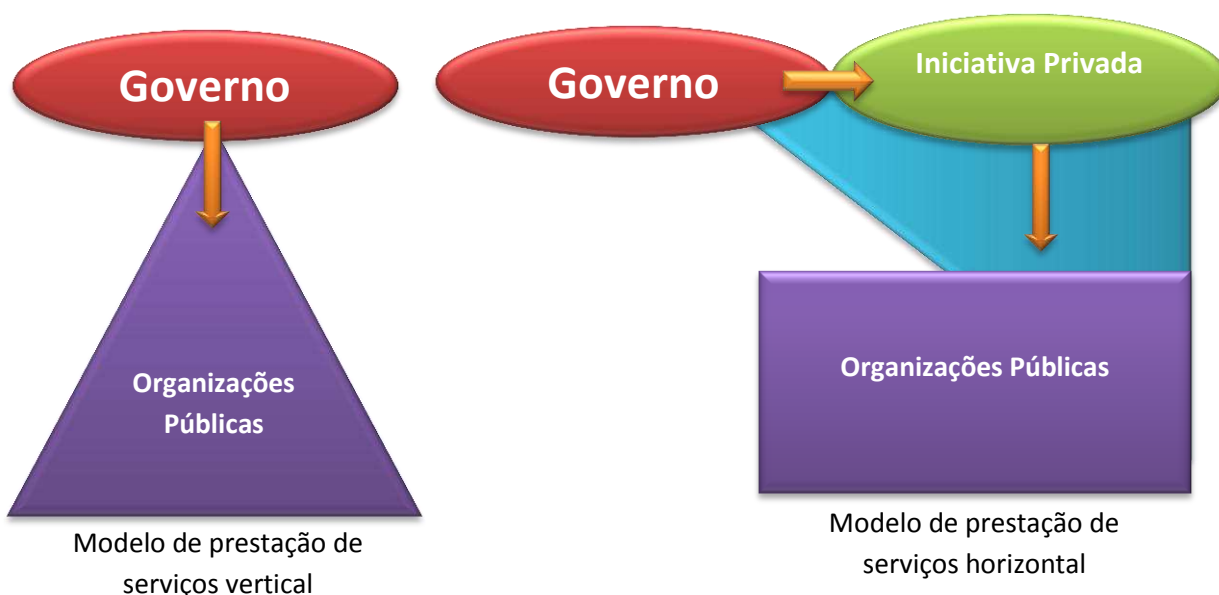 Governo
Organizações
Públicas
Modelo de prestação de
serviços vertical
Governo
Iniciativa Privada
Organizações Públicas
Modelo de prestação de
serviços horizontal